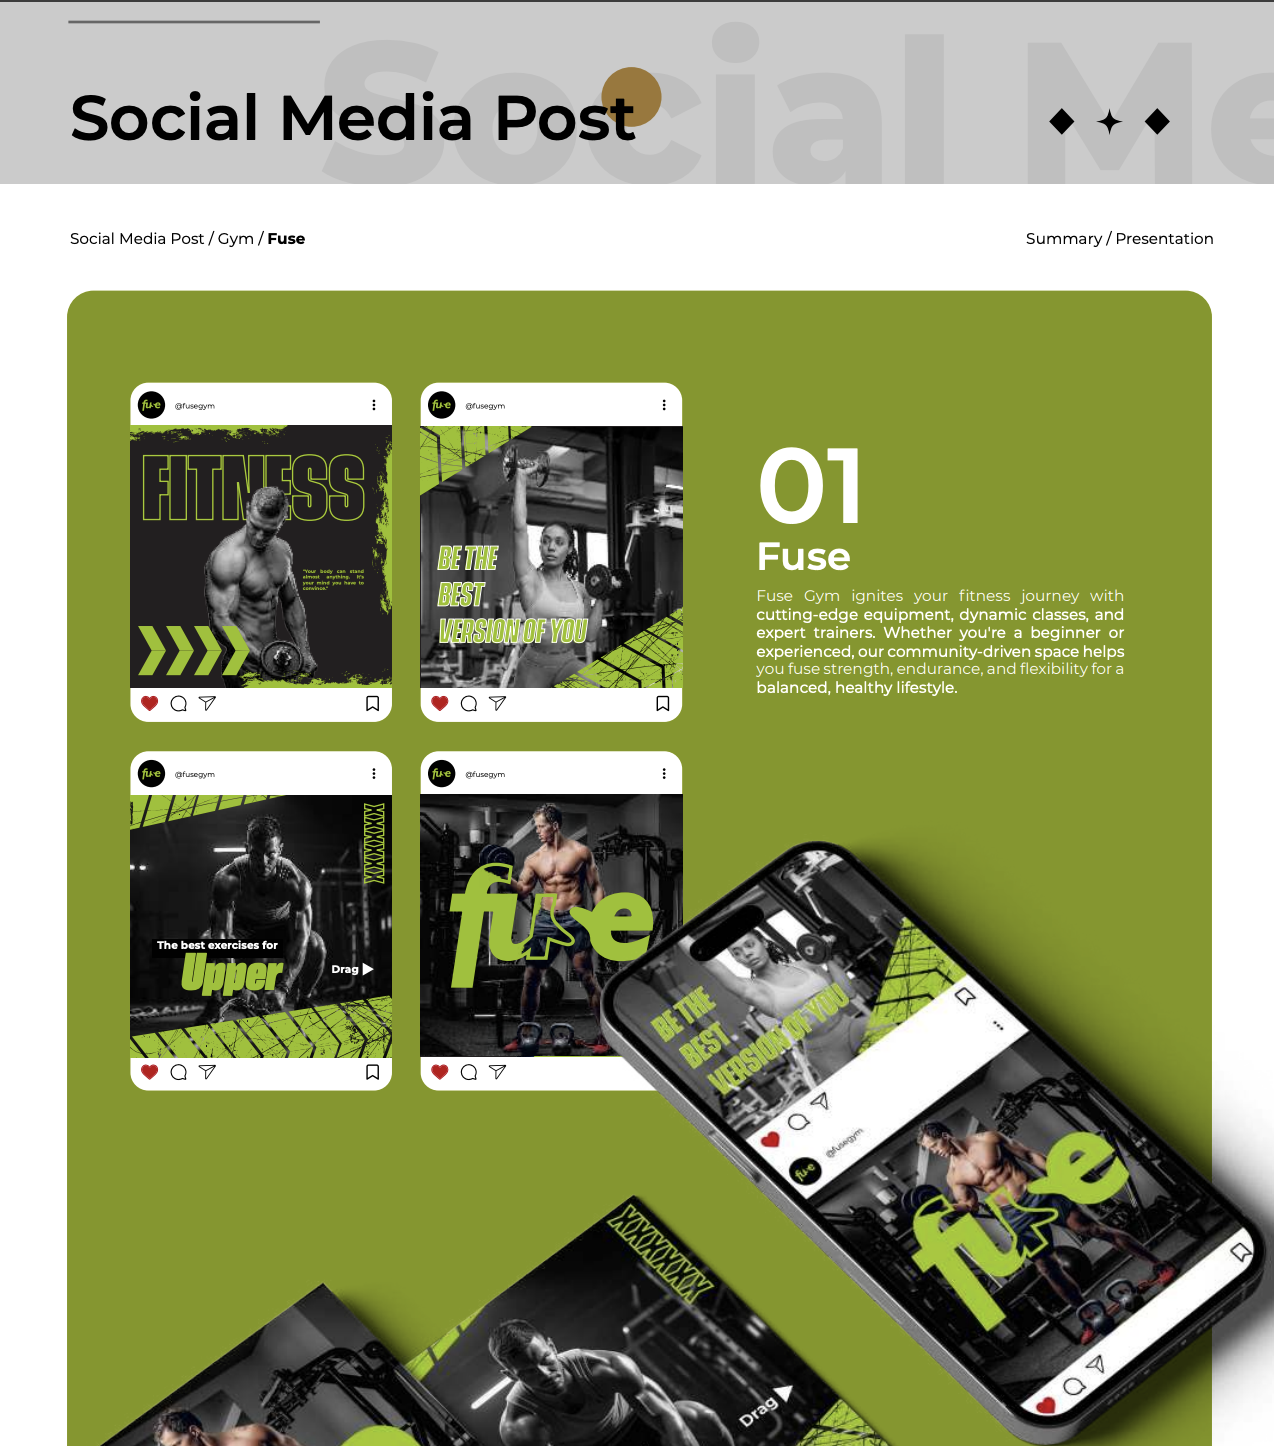 Social Me
Social Media Post
Social Media Post / Gym / Fuse
Summary / Presentation
fuse
@fusegym
FITNESS
"Your body can stand
almost anything. It's
your mind you have to
convince."
fuse
@fusegym
BE THE
BEST
VERSION OF YOU
01
Fuse
Fuse Gym ignites your fitness journey with
cutting-edge equipment, dynamic classes, and
expert trainers. Whether you're a beginner or
experienced, our community-driven space helps
you fuse strength, endurance, and flexibility for a
balanced, healthy lifestyle.
fuse
@fusegym
XXXXXXX
The best exercises for
Upper
Drag
fuse
@fusegym
fuse
BE THE
BEST
VERSION OF YOU
fuse
@fusegym
fuse
XXXXXXX
Drag